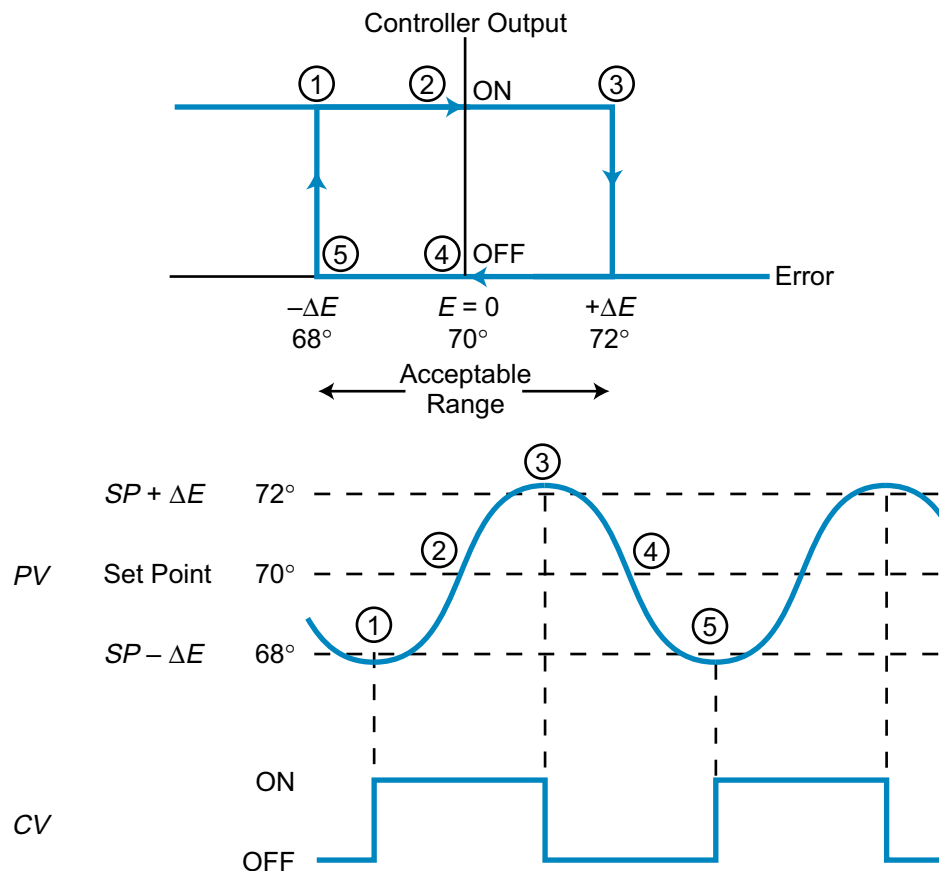 Controller Output
① ② ON ③
⑤ ④ OFF
Error
–ΔE E = 0 +ΔE
68° 70° 72°
Acceptable
Range
③
SP + ΔE 72°
② ④
PV Set Point 70°
① ⑤
SP – ΔE 68°
ON
CV
OFF